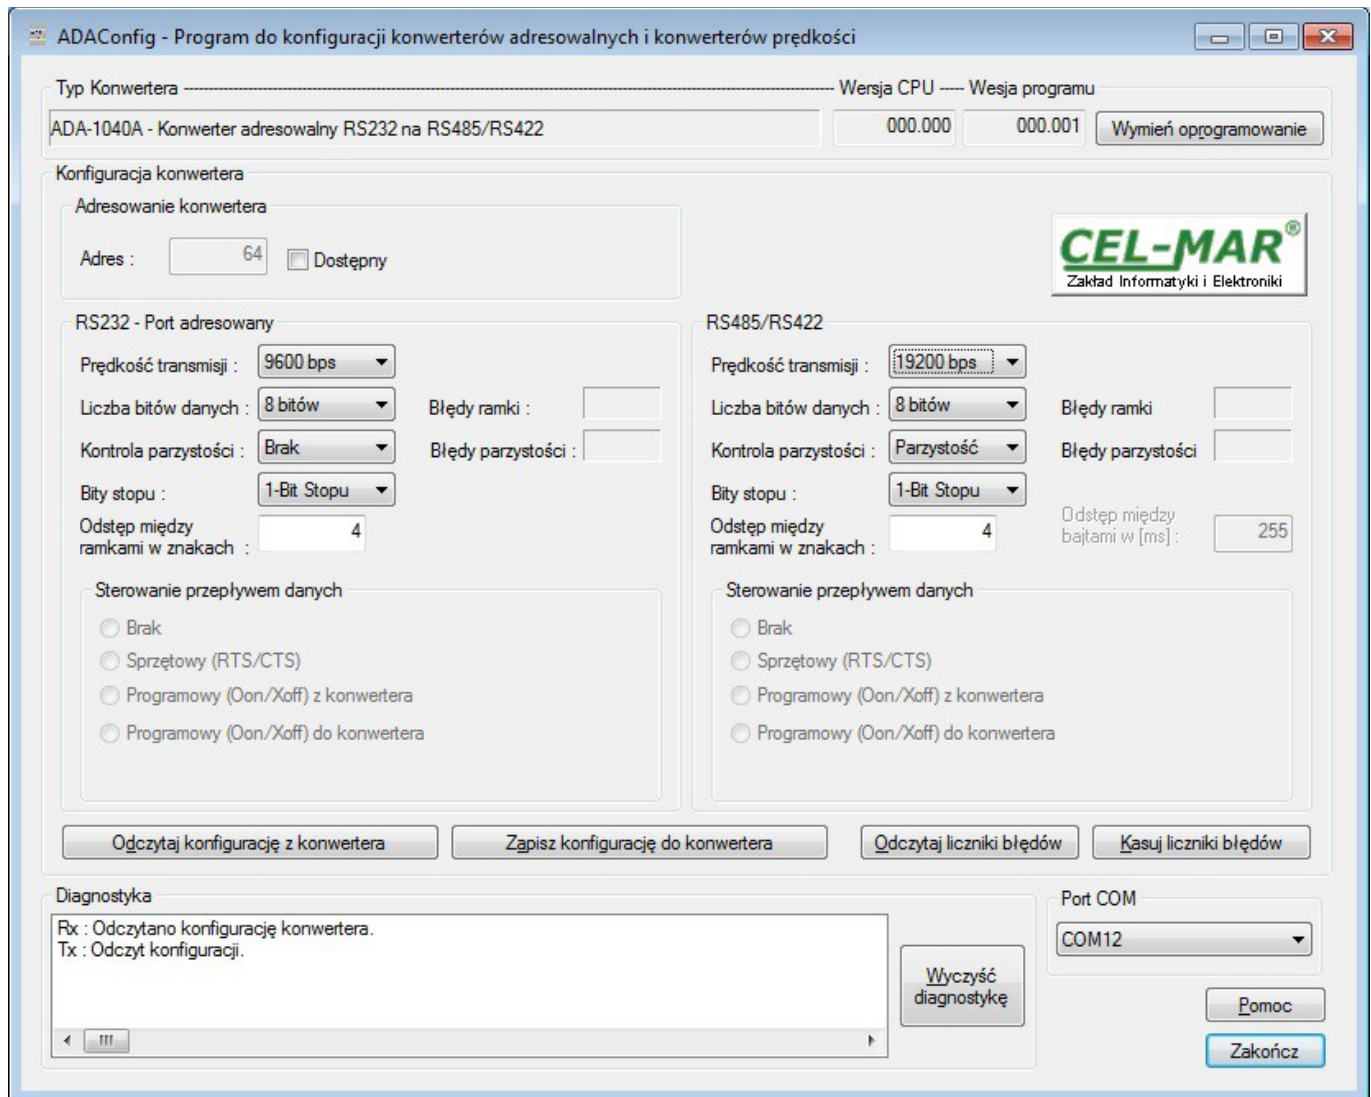 ADAConfig - Program do konfiguracji konwerterów adresowalnych i konwerterów prędkości
Typ Konwertera Wersja CPU Wesja programu
ADA-1040A - Konwerter adresowalny RS232 na RS485/RS422 000.000 000.001 Wymień oprogramowanie
Konfiguracja konwertera
Adresowanie konwertera
Adres : 64 Dostępny
CEL-MAR®
Zakład Informatyki i Elektroniki
RS232 - Port adresowany
Prędkość transmisji : 9600 bps
Liczba bitów danych : 8 bitów Błędy ramki :
Kontrola parzystości : Brak Błędy parzystości :
Bity stopu : 1-Bit Stopu
Odstęp między
ramkami w znakach : 4
Sterowanie przepływem danych
Brak
Sprzętowy (RTS/CTS)
Programowy (Oon/Xoff) z konwertera
Programowy (Oon/Xoff) do konwertera
RS485/RS422
Prędkość transmisji : 19200 bps
Liczba bitów danych : 8 bitów Błędy ramki
Kontrola parzystości : Parzystość Błędy parzystości
Bity stopu : 1-Bit Stopu
Odstęp między
ramkami w znakach : 4
Odstęp między
bajtami w [ms] : 255
Sterowanie przepływem danych
Brak
Sprzętowy (RTS/CTS)
Programowy (Oon/Xoff) z konwertera
Programowy (Oon/Xoff) do konwertera
Odczytaj konfigurację z konwertera Zapisz konfigurację do konwertera Odczytaj liczniki błędów Kasuj liczniki błędów
Diagnostyka
Rx : Odczytano konfigurację konwertera.
Tx : Odczyt konfiguracji.
Wyczyść
diagnostykę
Port COM
COM12
Pomoc
Zakończ